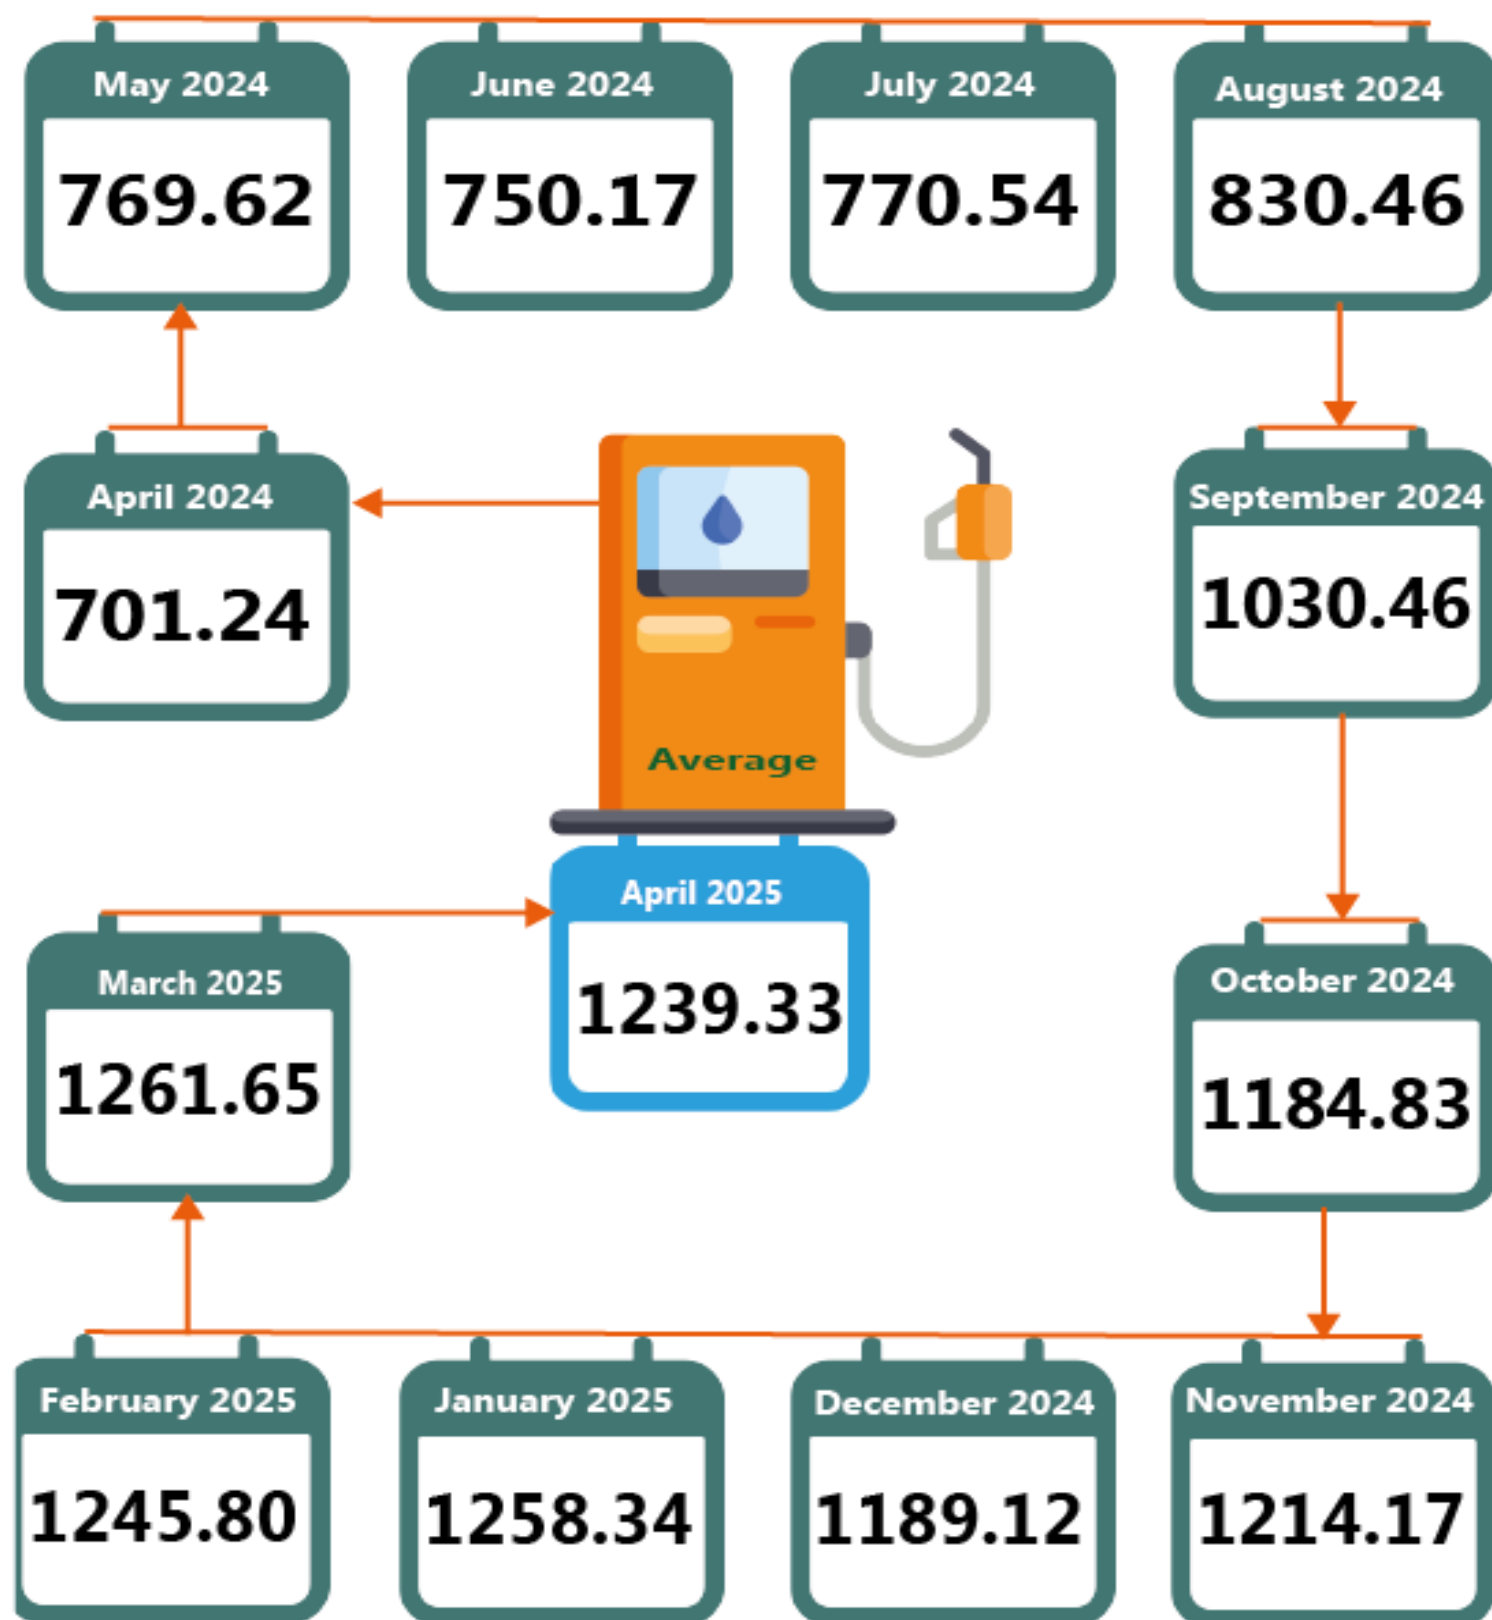 May 2024
769.62
June 2024
750.17
July 2024
770.54
August 2024
830.46
April 2024
701.24
September 2024
1030.46
Average
April 2025
1239.33
March 2025
1261.65
October 2024
1184.83
February 2025
1245.80
January 2025
1258.34
December 2024
1189.12
November 2024
1214.17